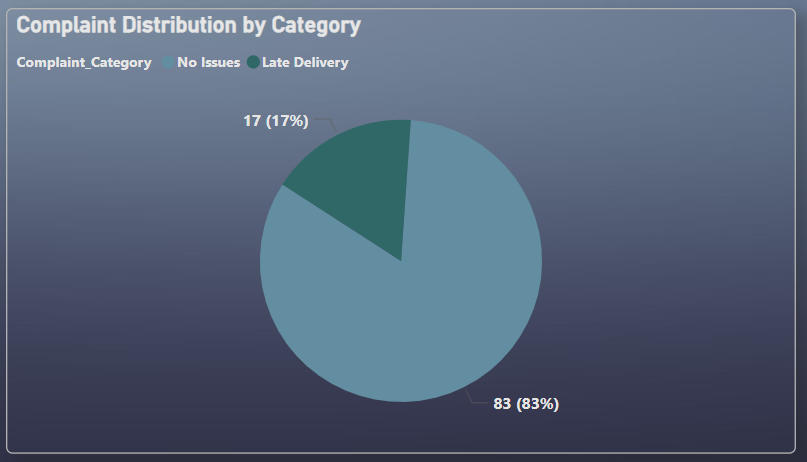 Complaint Distribution by Category
Complaint_Category No Issues Late Delivery
17 (17%)
83 (83%)